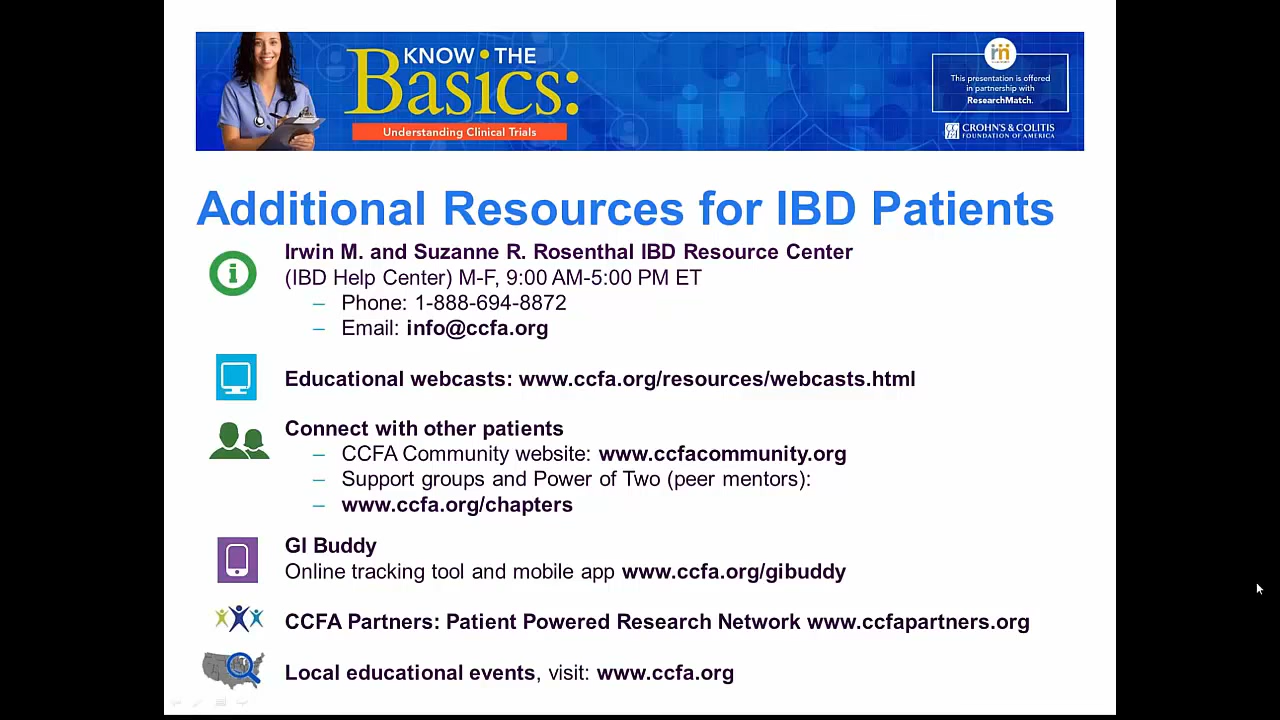 KNOW THE
Basics:
Understanding Clinical Trials
This presentation is offered
in partnership with
ResearchMatch.
CROHN'S & COLITIS
FOUNDATION OF AMERICA
Additional Resources for IBD Patients
Irwin M. and Suzanne R. Rosenthal IBD Resource Center
(IBD Help Center) M-F, 9:00 AM-5:00 PM ET
– Phone: 1-888-694-8872
– Email: info@ccfa.org
Educational webcasts: www.ccfa.org/resources/webcasts.html
Connect with other patients
– CCFA Community website: www.ccfacommunity.org
– Support groups and Power of Two (peer mentors):
– www.ccfa.org/chapters
GI Buddy
Online tracking tool and mobile app www.ccfa.org/gibuddy
CCFA Partners: Patient Powered Research Network www.ccfapartners.org
Local educational events, visit: www.ccfa.org